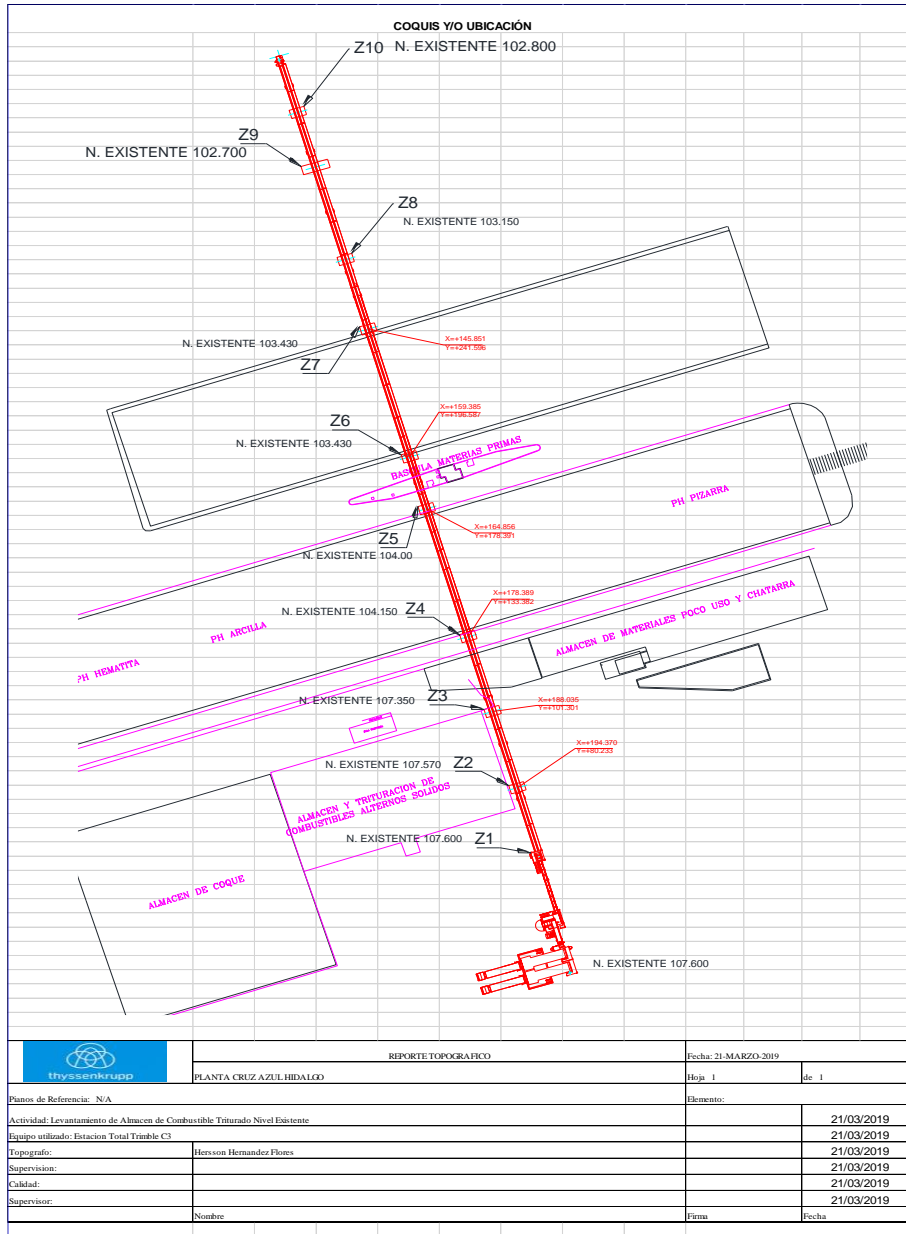 COQUIS Y/O UBICACIÓN
Z10 N. EXISTENTE 102.800
Z9
N. EXISTENTE 102.700
Z8
N. EXISTENTE 103.150
N. EXISTENTE 103.430
Z7
X=+145.851
Y=+241.596
Z6
N. EXISTENTE 103.430
X=+159.385
Y=+196.587
BASCULA MATERIAS PRIMAS
PH PIZARRA
Z5
N. EXISTENTE 104.00
X=+164.856
Y=+178.391
N. EXISTENTE 104.150 Z4
X=+178.389
Y=+133.382
PH ARCILLA
PH HEMATITA
ALMACEN DE MATERIALES POCO USO Y CHATARRA
N. EXISTENTE 107.350 Z3
X=+188.035
Y=+101.301
X=+194.370
Y=+80.233
N. EXISTENTE 107.570 Z2
ALMACEN Y TRITURACION DE
COMBUSTIBLES ALTERNOS SOLIDOS
N. EXISTENTE 107.600 Z1
ALMACEN DE COQUE
N. EXISTENTE 107.600
thyssenkrupp
REPORTE TOPOGRAFICO
Fecha: 21-MARZO-2019
PLANTA CRUZ AZUL HIDALGO
Hoja 1 de 1
Planos de Referencia: N/A
Elemento:
Actividad: Levantamiento de Almacen de Combustible Triturado Nivel Existente
21/03/2019
Equipo utilizado: Estacion Total Trimble C3
21/03/2019
Topografo: Hersson Hernandez Flores
21/03/2019
Supervision:
21/03/2019
Calidad:
21/03/2019
Supervisor:
21/03/2019
Nombre
Firma
Fecha